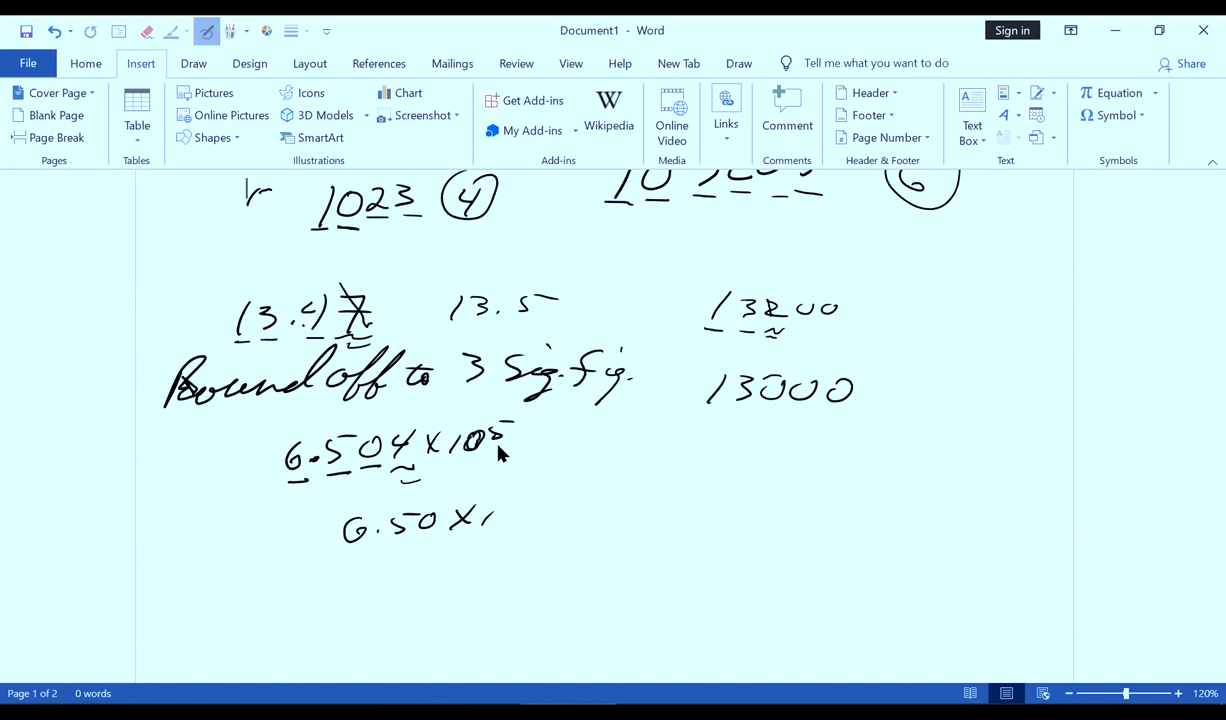 Document1 - Word
Sign in
File Home Insert Draw Design Layout References Mailings Review View Help New Tab Draw Tell me what you want to do Share
Cover Page
Blank Page
Page Break
Pages
Table
Tables
Pictures
Online Pictures
Shapes
Icons
3D Models
SmartArt
Chart
Screenshot
Illustrations
Get Add-ins
My Add-ins
Wikipedia
Add-ins
Online Video
Media
Links
Comment
Comments
Header
Footer
Page Number
Header & Footer
Text Box
Text
Equation
Symbol
Symbols
1023 4
6
13.47 13.5 13200
Round off to 3 Sig. fig. 13000
6.504 x 10 5
6.50 x
Page 1 of 2 0 words 120%